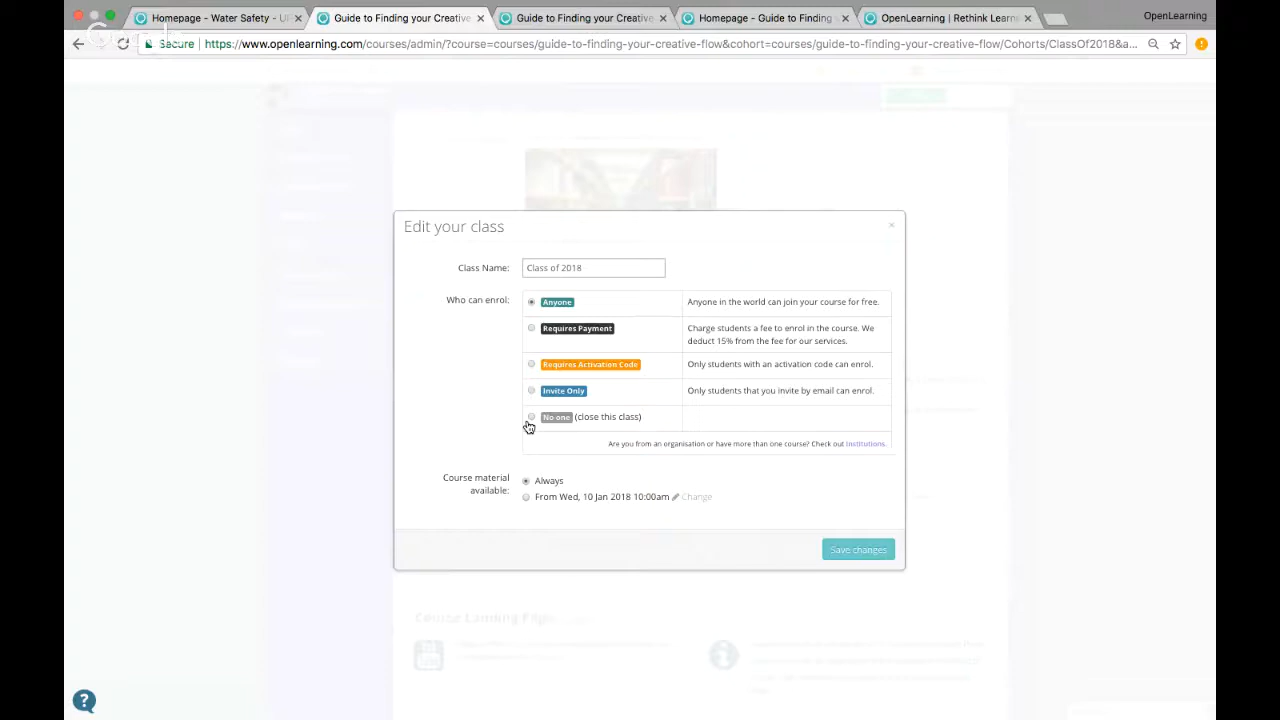 Homepage - Water Safety - U
Guide to Finding your Creative
Guide to Finding your Creative
Homepage - Guide to Finding
OpenLearning | Rethink Learn
OpenLearning
Secure
https://www.openlearning.com/courses/admin/?course=courses/guide-to-finding-your-creative-flow&cohort=courses/guide-to-finding-your-creative-flow/Cohorts/ClassOf2018&a...
Edit your class
×
Class Name:
Class of 2018
Who can enrol:
Anyone
Anyone in the world can join your course for free.
Requires Payment
Charge students a fee to enrol in the course. We
deduct 15% from the fee for our services.
Requires Activation Code
Only students with an activation code can enrol.
Invite Only
Only students that you invite by email can enrol.
No one (close this class)
Are you from an organisation or have more than one course? Check out Institutions.
Course material
available:
Always
From Wed, 10 Jan 2018 10:00am
Change
Save changes
Course Landing Page
?